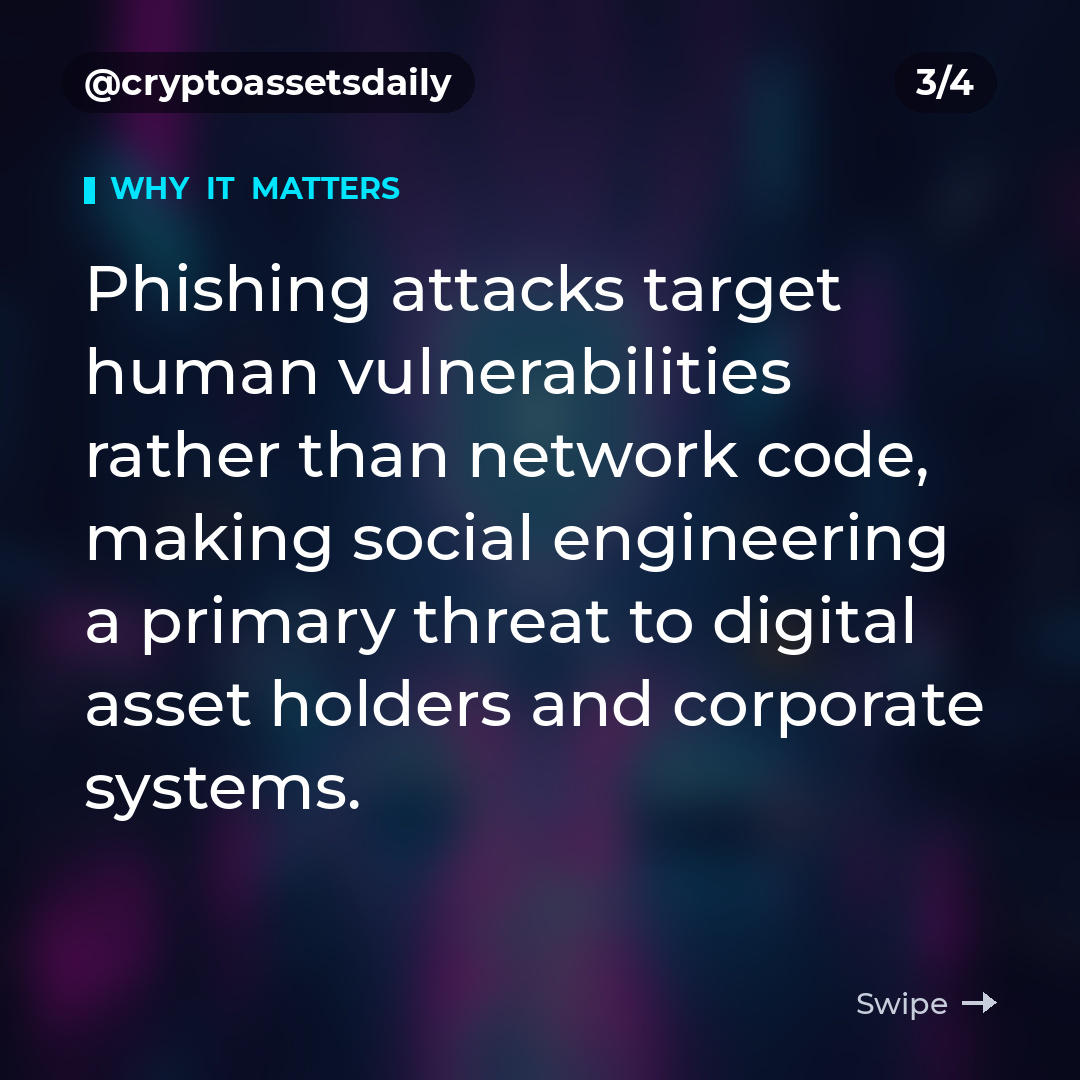 @cryptoassetsdaily
3/4
WHY IT MATTERS
Phishing attacks target
human vulnerabilities
rather than network code,
making social engineering
a primary threat to digital
asset holders and corporate
systems.
Swipe →